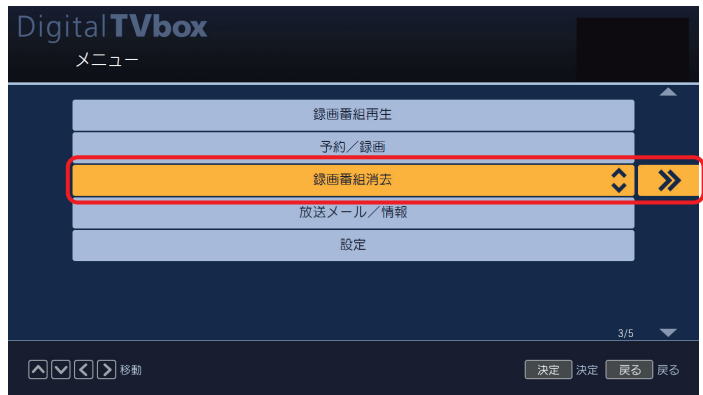 DigitalTVbox
メニュー
録画番組再生
予約／録画
録画番組消去
放送メール／情報
設定
3/5
移動 決定 決定 戻る 戻る